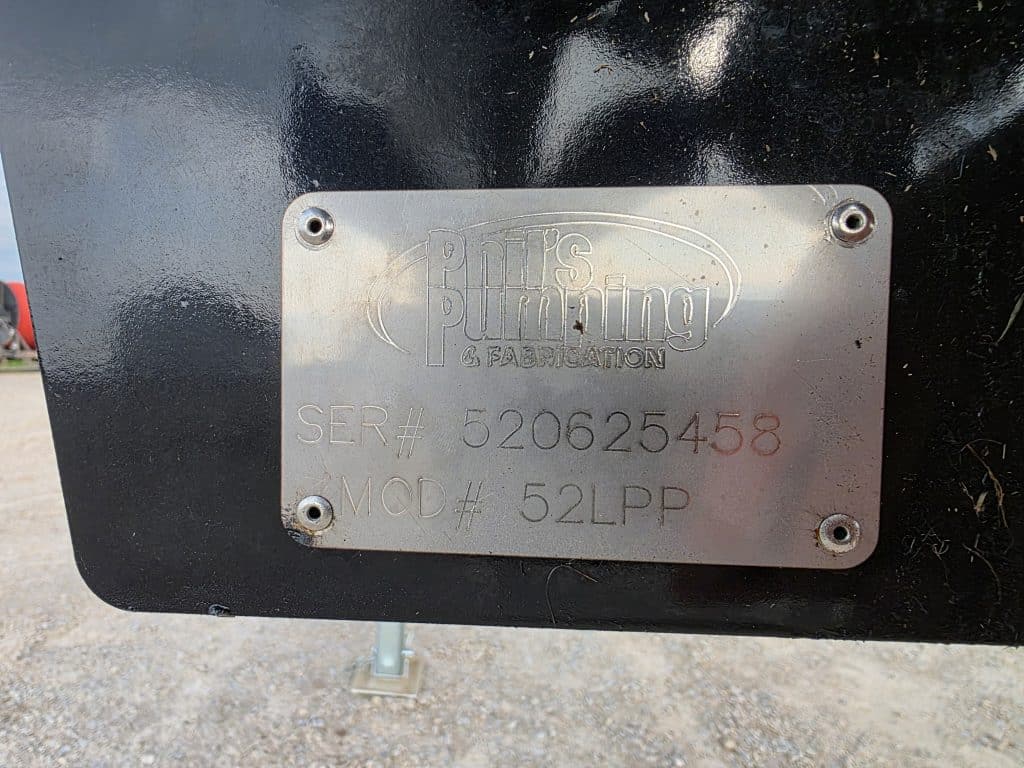 Phil's
Pumping
& FABRICATION
SER# 520625458
MOD# 52LPP